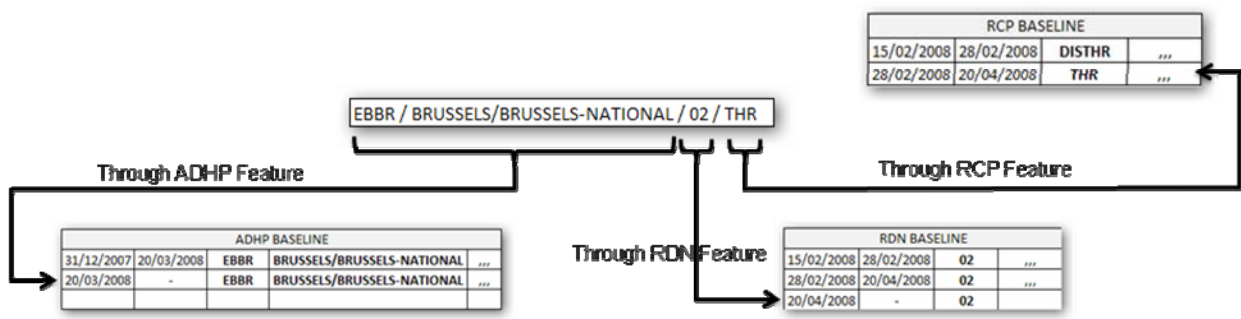 RCP BASELINE
15/02/2008 28/02/2008 DISTHR ,,,
28/02/2008 20/04/2008 THR ,,,
EBBR / BRUSSELS/BRUSSELS-NATIONAL / 02 / THR
Through ADHP Feature
Through RCP Feature
ADHP BASELINE
31/12/2007 20/03/2008 EBBR BRUSSELS/BRUSSELS-NATIONAL ,,,
20/03/2008 - EBBR BRUSSELS/BRUSSELS-NATIONAL ,,,
Through RDN Feature
RDN BASELINE
15/02/2008 28/02/2008 02 ,,,
28/02/2008 20/04/2008 02 ,,,
20/04/2008 - 02